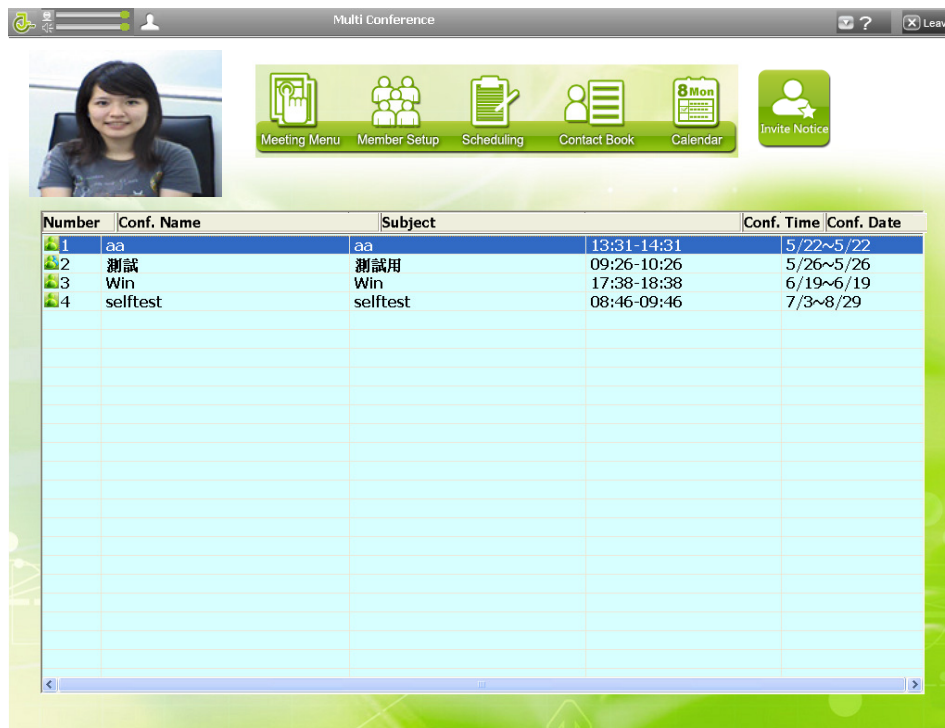 Multi Conference
? Leav
8 Mon
Meeting Menu Member Setup Scheduling Contact Book Calendar Invite Notice
Number Conf. Name Subject Conf. Time Conf. Date
1 aa aa 13:31-14:31 5/22~5/22
2 測試 測試用 09:26-10:26 5/26~5/26
3 Win Win 17:38-18:38 6/19~6/19
4 selftest selftest 08:46-09:46 7/3~8/29